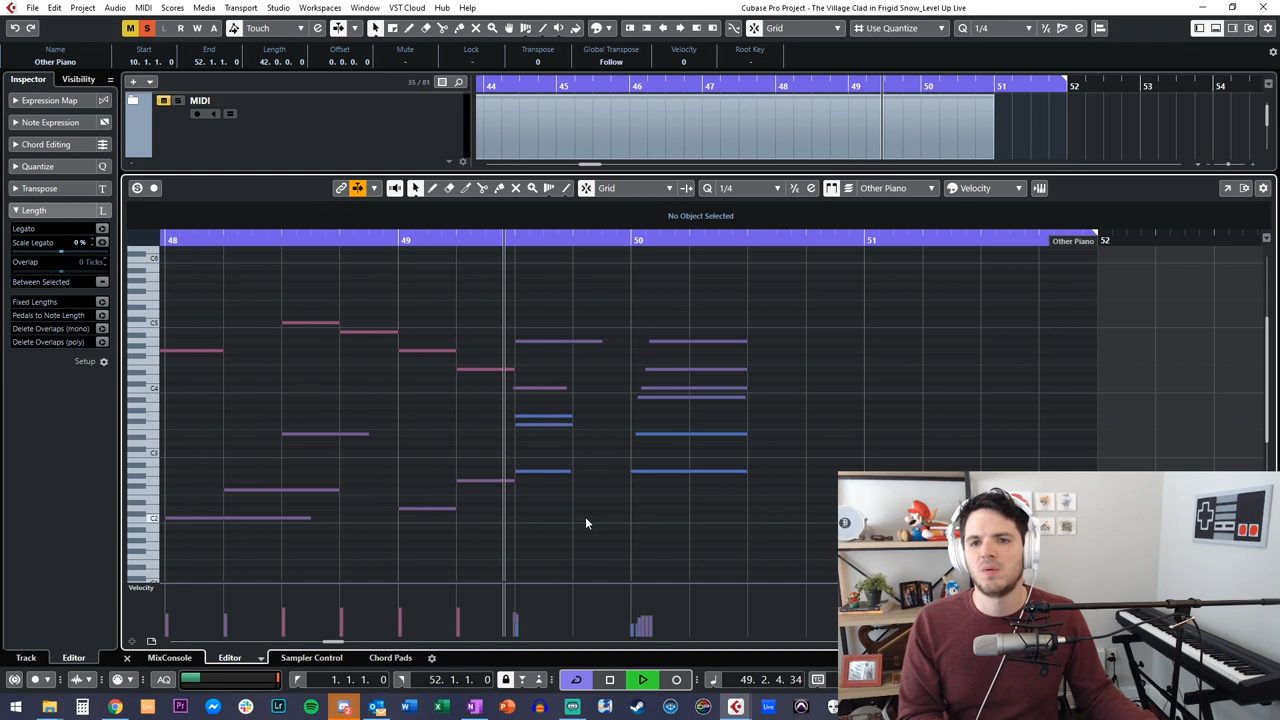 File Edit Project Audio MIDI Scores Transport Studio Workspaces Window VST Cloud Hub Help
Cubase Pro Project - The Village Clad in Frigid Snow_Level Up Live
M S L R W A Touch Grid Use Quantize 1/4
Name Start End Length Offset Mute Lock Transpose Global Transpose Velocity Root Key
Other Piano 10. 1. 1. 0 52. 1. 1. 0 42. 0. 0. 0 0. 0. 0. 0 - - 0 Follow 0 -
Inspector Visibility
35 / 81
44 45 46 47 48 49 50 51 52 53 54
MIDI
Expression Map
Note Expression
Chord Editing
Quantize Q
Transpose T
Length L
Legato
Scale Legato 0 %
Overlap 0 Ticks
Between Selected
Fixed Lengths
Pedals to Note Length
Delete Overlaps (mono)
Delete Overlaps (poly)
Setup
Grid Q 1/4 Other Piano Velocity
No Object Selected
48 49 50 51 Other Piano 52
C6
C5
C4
C3
C2
Velocity
Track Editor MixConsole Editor Sampler Control Chord Pads
AQ 1. 1. 1. 0 52. 1. 1. 0 49. 2. 4. 34